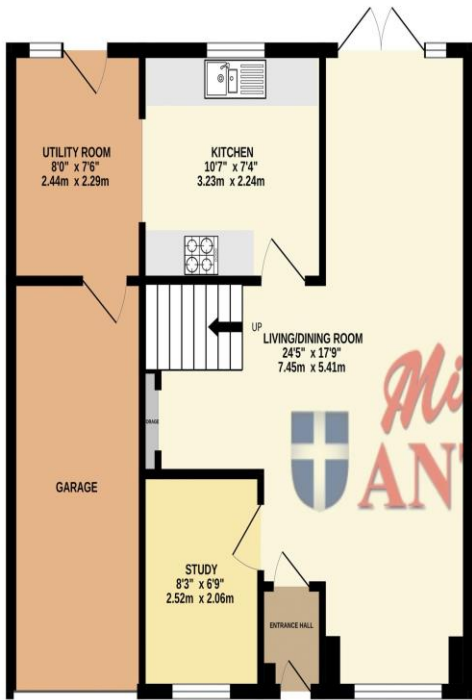 UTILITY ROOM
8'0" x 7'6"
2.44m x 2.29m
KITCHEN
10'7" x 7'4"
3.23m x 2.24m
UP
LIVING/DINING ROOM
24'5" x 17'9"
7.45m x 5.41m
GARAGE
STUDY
8'3" x 6'9"
2.52m x 2.06m
ENTRANCE HALL
Mi
ANT